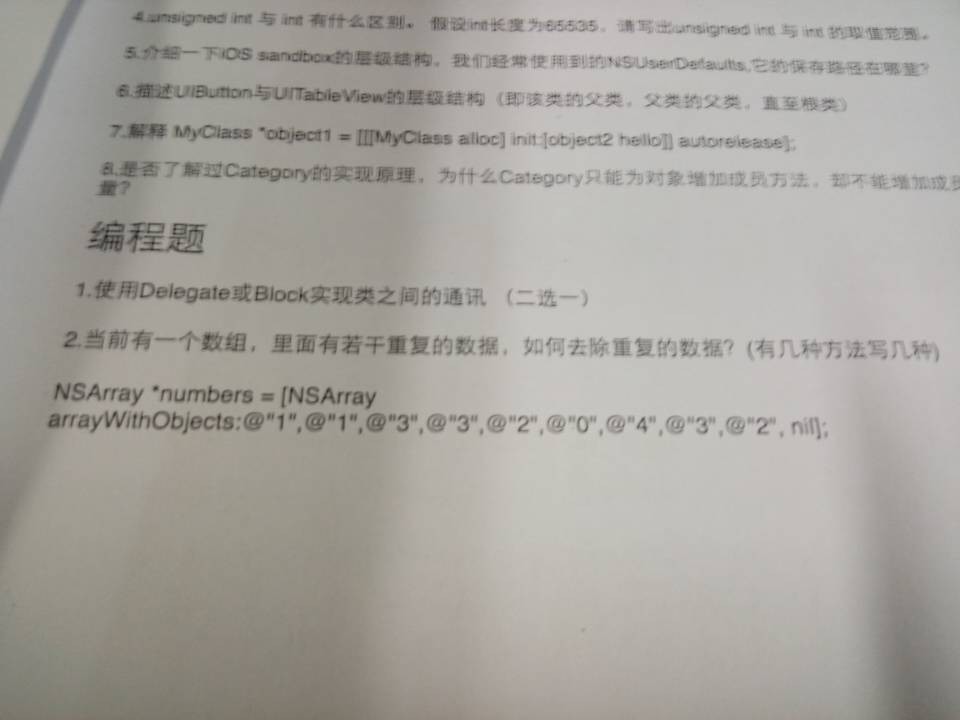 4.unsigned int 与 int 有什么区别。 假设int长度为65535，请写出unsigned int 与 int 的取值范围。
5.介绍一下iOS sandbox的层级结构，我们经常使用到的NSUserDefaults,它的保存路径在哪里?
6.描述UIButton与UITableView的层级结构（即该类的父类，父类的父类，直至根类）
7.解释 MyClass *object1 = [[[MyClass alloc] init:[object2 hello]] autorelease];
8.是否了解过Category的实现原理，为什么Category只能为对象增加成员方法，却不能增加成员
量？
编程题
1.使用Delegate或Block实现类之间的通讯 （二选一）
2.当前有一个数组，里面有若干重复的数据，如何去除重复的数据？(有几种方法写几种)
NSArray *numbers = [NSArray
arrayWithObjects:@"1",@"1",@"3",@"3",@"2",@"0",@"4",@"3",@"2", nil];